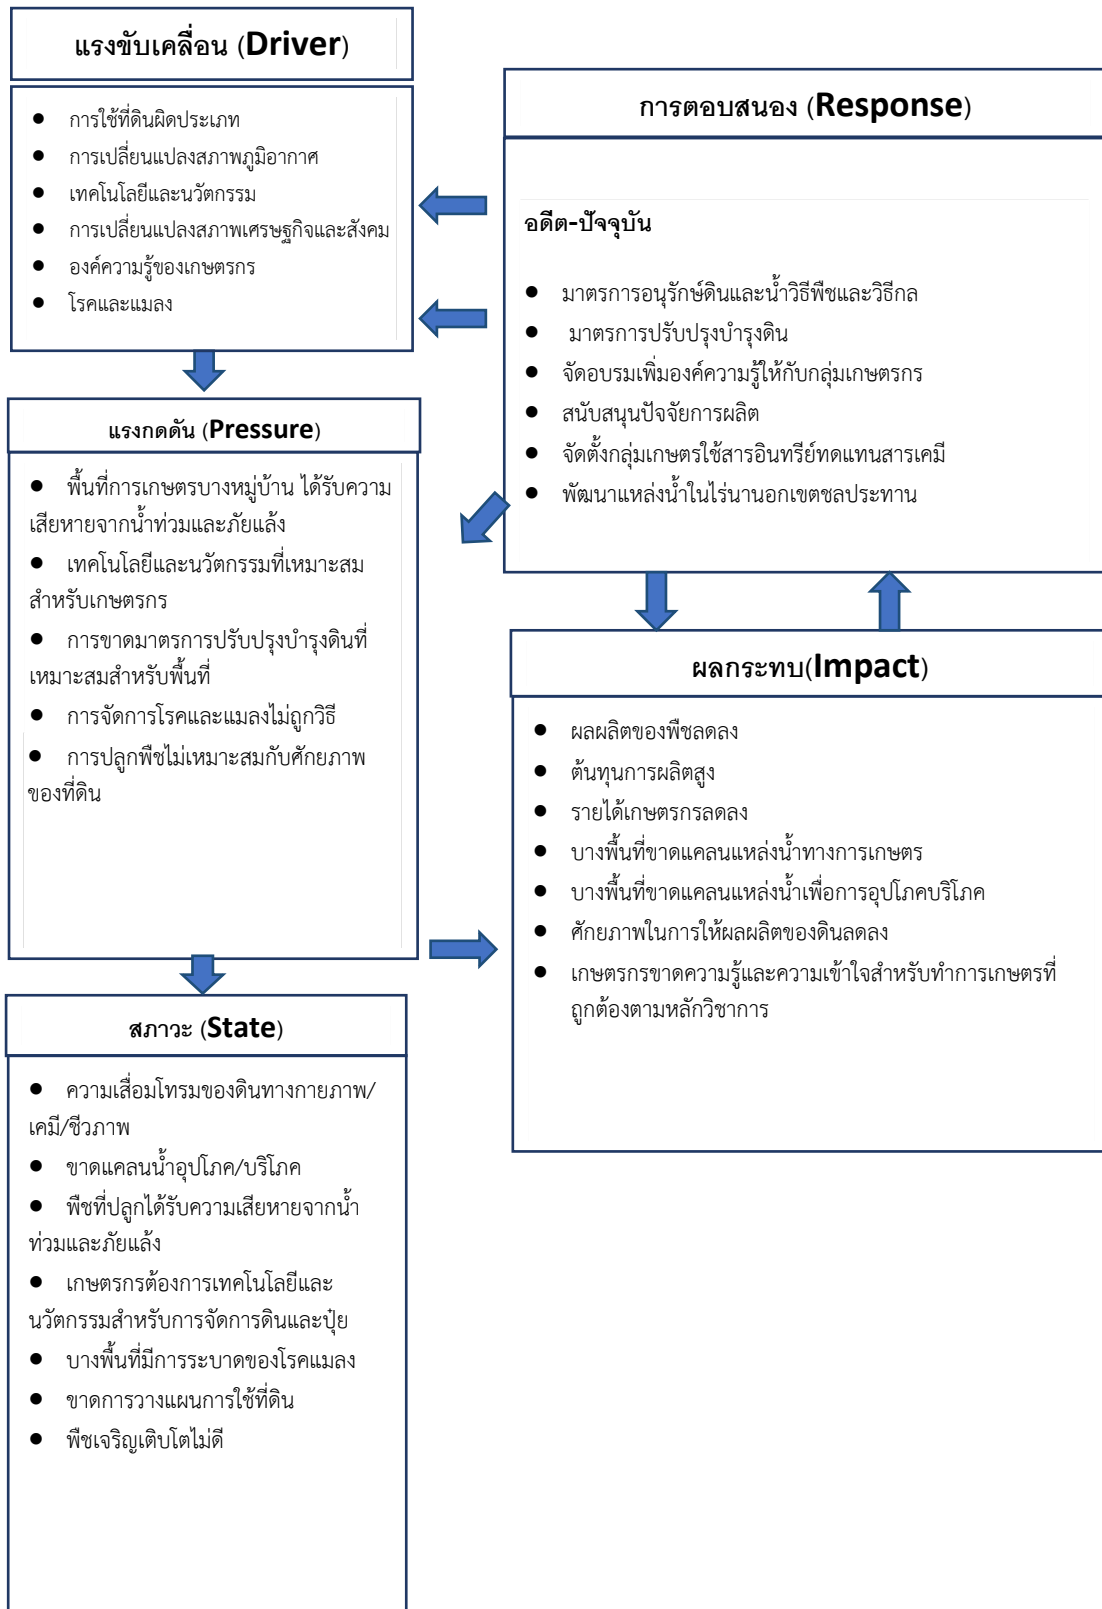 แรงขับเคลื่อน (Driver)
● การใช้ที่ดินผิดประเภท
● การเปลี่ยนแปลงสภาพภูมิอากาศ
● เทคโนโลยีและนวัตกรรม
● การเปลี่ยนแปลงสภาพเศรษฐกิจและสังคม
● องค์ความรู้ของเกษตรกร
● โรคและแมลง
แรงกดดัน (Pressure)
● พื้นที่การเกษตรบางหมู่บ้าน ได้รับความ
เสียหายจากน้ำท่วมและภัยแล้ง
● เทคโนโลยีและนวัตกรรมที่เหมาะสม
สำหรับเกษตรกร
● การขาดมาตรการปรับปรุงบำรุงดินที่
เหมาะสมสำหรับพื้นที่
● การจัดการโรคและแมลงไม่ถูกวิธี
● การปลูกพืชไม่เหมาะสมกับศักยภาพ
ของที่ดิน
สภาวะ (State)
● ความเสื่อมโทรมของดินทางกายภาพ/
เคมี/ชีวภาพ
● ขาดแคลนน้ำอุปโภค/บริโภค
● พืชที่ปลูกได้รับความเสียหายจากน้ำ
ท่วมและภัยแล้ง
● เกษตรกรต้องการเทคโนโลยีและ
นวัตกรรมสำหรับการจัดการดินและปุ๋ย
● บางพื้นที่มีการระบาดของโรคแมลง
● ขาดการวางแผนการใช้ที่ดิน
● พืชเจริญเติบโตไม่ดี
การตอบสนอง (Response)
อดีต-ปัจจุบัน
● มาตรการอนุรักษ์ดินและน้ำวิธีพืชและวิธีกล
● มาตรการปรับปรุงบำรุงดิน
● จัดอบรมเพิ่มองค์ความรู้ให้กับกลุ่มเกษตรกร
● สนับสนุนปัจจัยการผลิต
● จัดตั้งกลุ่มเกษตรใช้สารอินทรีย์ทดแทนสารเคมี
● พัฒนาแหล่งน้ำในไร่นานอกเขตชลประทาน
ผลกระทบ(Impact)
● ผลผลิตของพืชลดลง
● ต้นทุนการผลิตสูง
● รายได้เกษตรกรลดลง
● บางพื้นที่ขาดแคลนแหล่งน้ำทางการเกษตร
● บางพื้นที่ขาดแคลนแหล่งน้ำเพื่อการอุปโภคบริโภค
● ศักยภาพในการให้ผลผลิตของดินลดลง
● เกษตรกรขาดความรู้และความเข้าใจสำหรับทำการเกษตรที่
ถูกต้องตามหลักวิชาการ